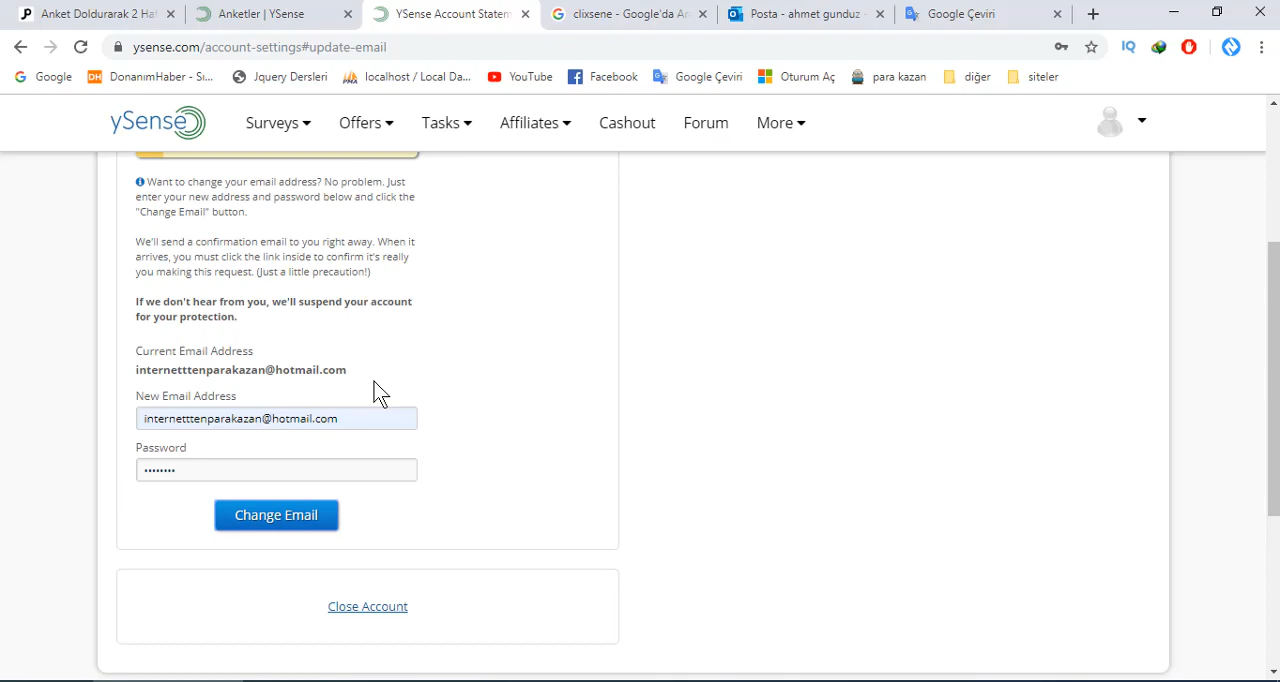 Anket Doldurarak 2 Ha
Anketler | YSense
YSense Account Statem
clixsene - Google'da Ar
Posta - ahmet gunduz -
Google Çeviri
ysense.com/account-settings#update-email
Google
DonanımHaber - Sı...
Jquery Dersleri
localhost / Local Da...
YouTube
Facebook
Google Çeviri
Oturum Aç
para kazan
diğer
siteler
ySense
Surveys
Offers
Tasks
Affiliates
Cashout
Forum
More
Want to change your email address? No problem. Just
enter your new address and password below and click the
"Change Email" button.
We'll send a confirmation email to you right away. When it
arrives, you must click the link inside to confirm it's really
you making this request. (Just a little precaution!)
If we don't hear from you, we'll suspend your account
for your protection.
Current Email Address
internetttenparakazan@hotmail.com
New Email Address
internetttenparakazan@hotmail.com
Password
••••••••
Change Email
Close Account